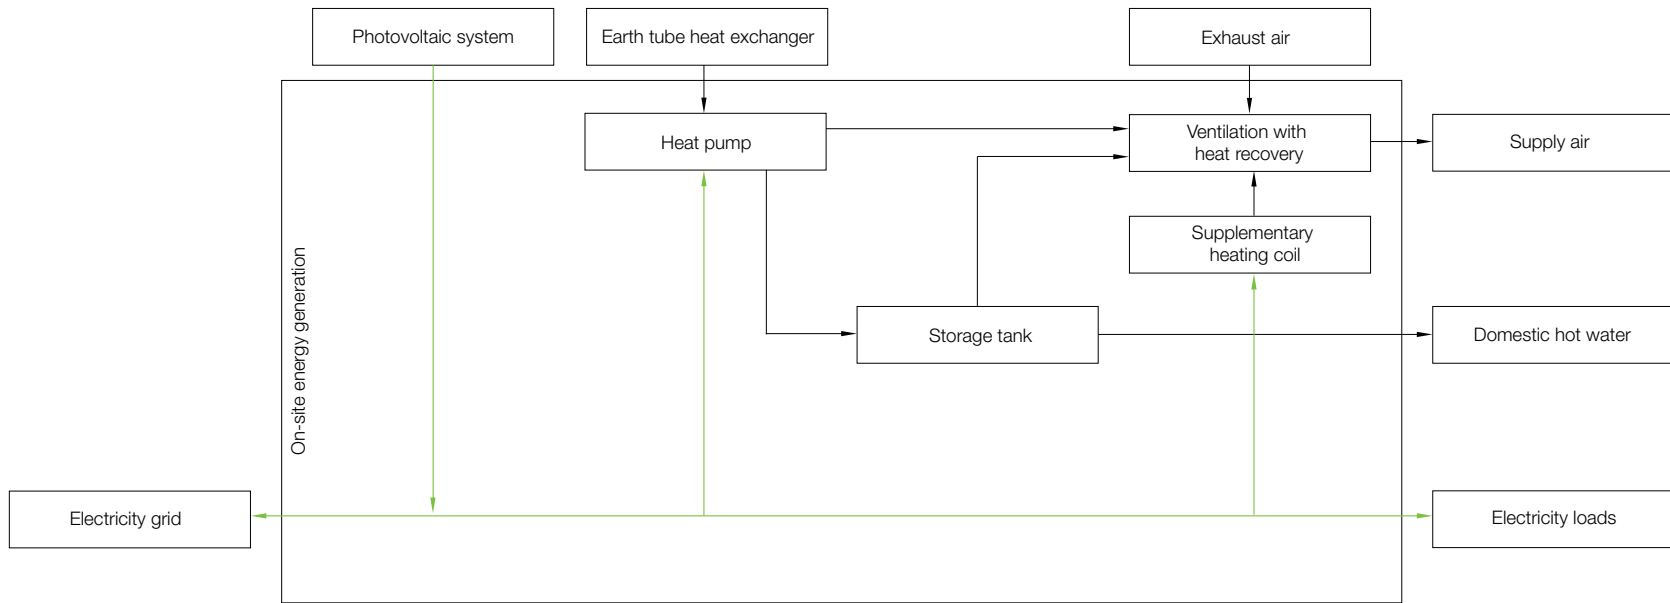 Photovoltaic system
Earth tube heat exchanger
Exhaust air
Heat pump
Ventilation with
heat recovery
Supply air
Supplementary
heating coil
On-site energy generation
Storage tank
Domestic hot water
Electricity grid
Electricity loads